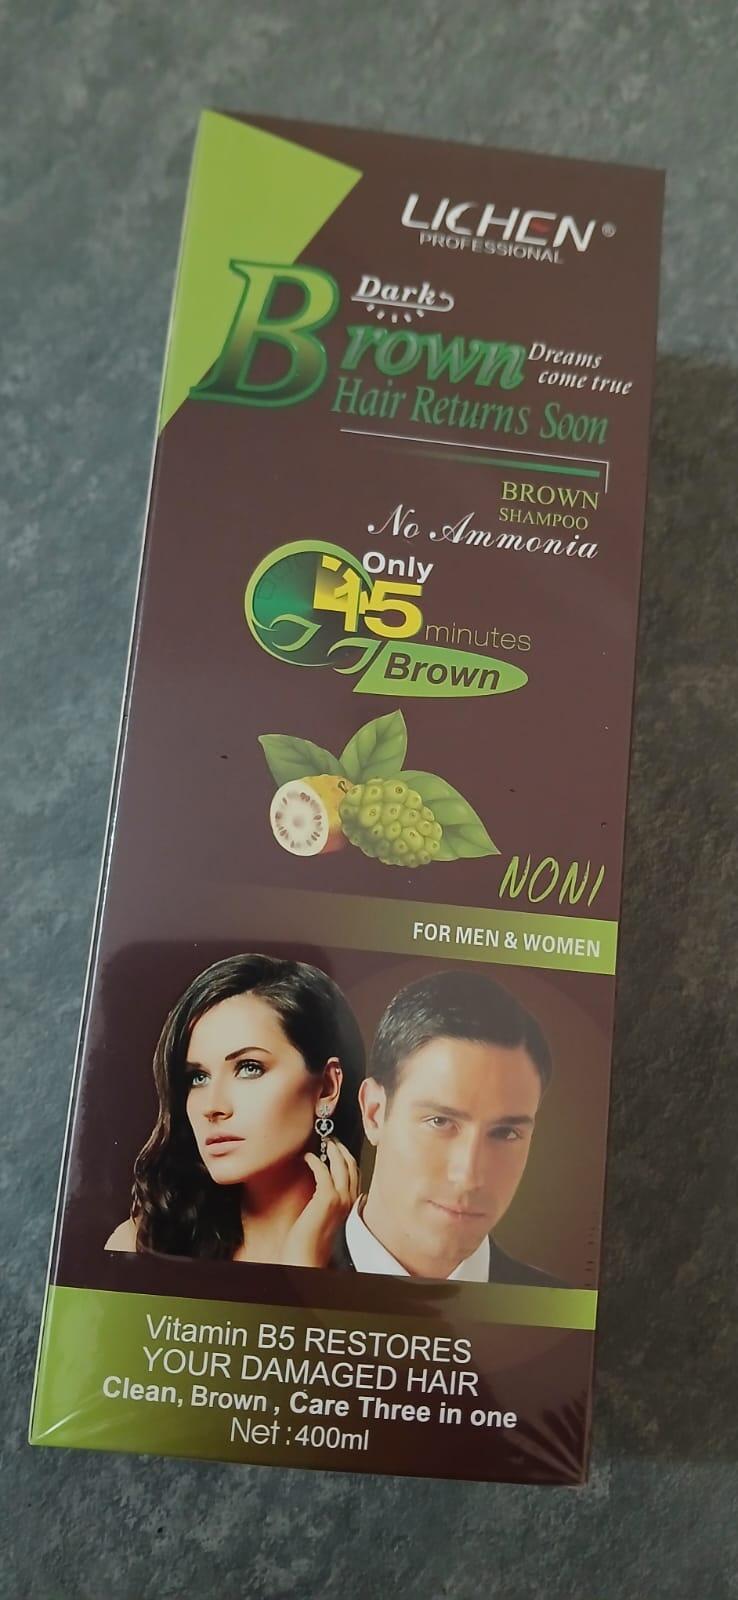 LICHEN®
PROFESSIONAL
Dark
Brown
Dreams
come true
Hair Returns Soon
BROWN
SHAMPOO
No Ammonia
Only
15
minutes
Brown
NONI
FOR MEN & WOMEN
Vitamin B5 RESTORES
YOUR DAMAGED HAIR
Clean, Brown , Care Three in one
Net : 400ml